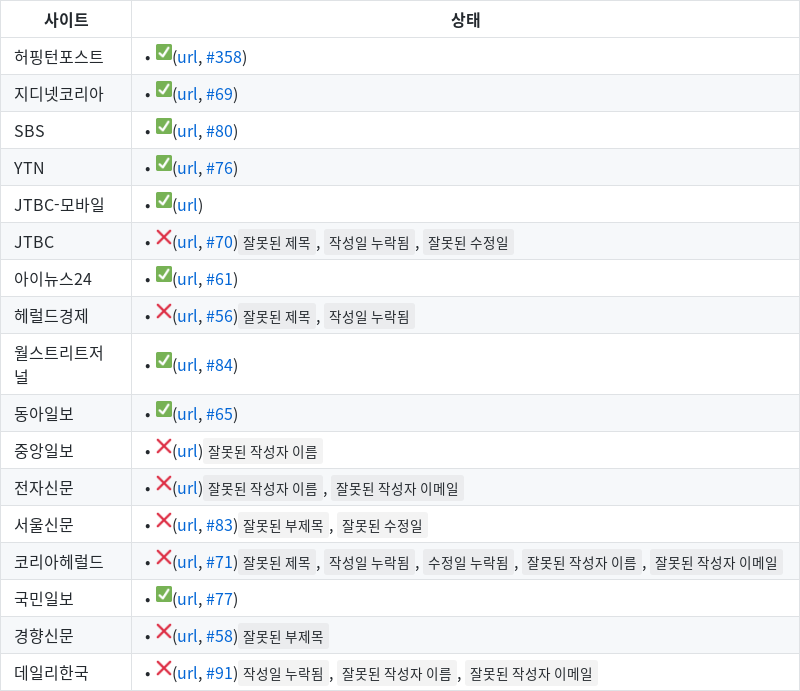 사이트 상태
허핑턴포스트 • ✅(url, #358)
지디넷코리아 • ✅(url, #69)
SBS • ✅(url, #80)
YTN • ✅(url, #76)
JTBC-모바일 • ✅(url)
JTBC • ❌(url, #70) 잘못된 제목 , 작성일 누락됨 , 잘못된 수정일
아이뉴스24 • ✅(url, #61)
헤럴드경제 • ❌(url, #56) 잘못된 제목 , 작성일 누락됨
월스트리트저
널 • ✅(url, #84)
동아일보 • ✅(url, #65)
중앙일보 • ❌(url) 잘못된 작성자 이름
전자신문 • ❌(url) 잘못된 작성자 이름 , 잘못된 작성자 이메일
서울신문 • ❌(url, #83) 잘못된 부제목 , 잘못된 수정일
코리아헤럴드 • ❌(url, #71) 잘못된 제목 , 작성일 누락됨 , 수정일 누락됨 , 잘못된 작성자 이름 , 잘못된 작성자 이메일
국민일보 • ✅(url, #77)
경향신문 • ❌(url, #58) 잘못된 부제목
데일리한국 • ❌(url, #91) 작성일 누락됨 , 잘못된 작성자 이름 , 잘못된 작성자 이메일